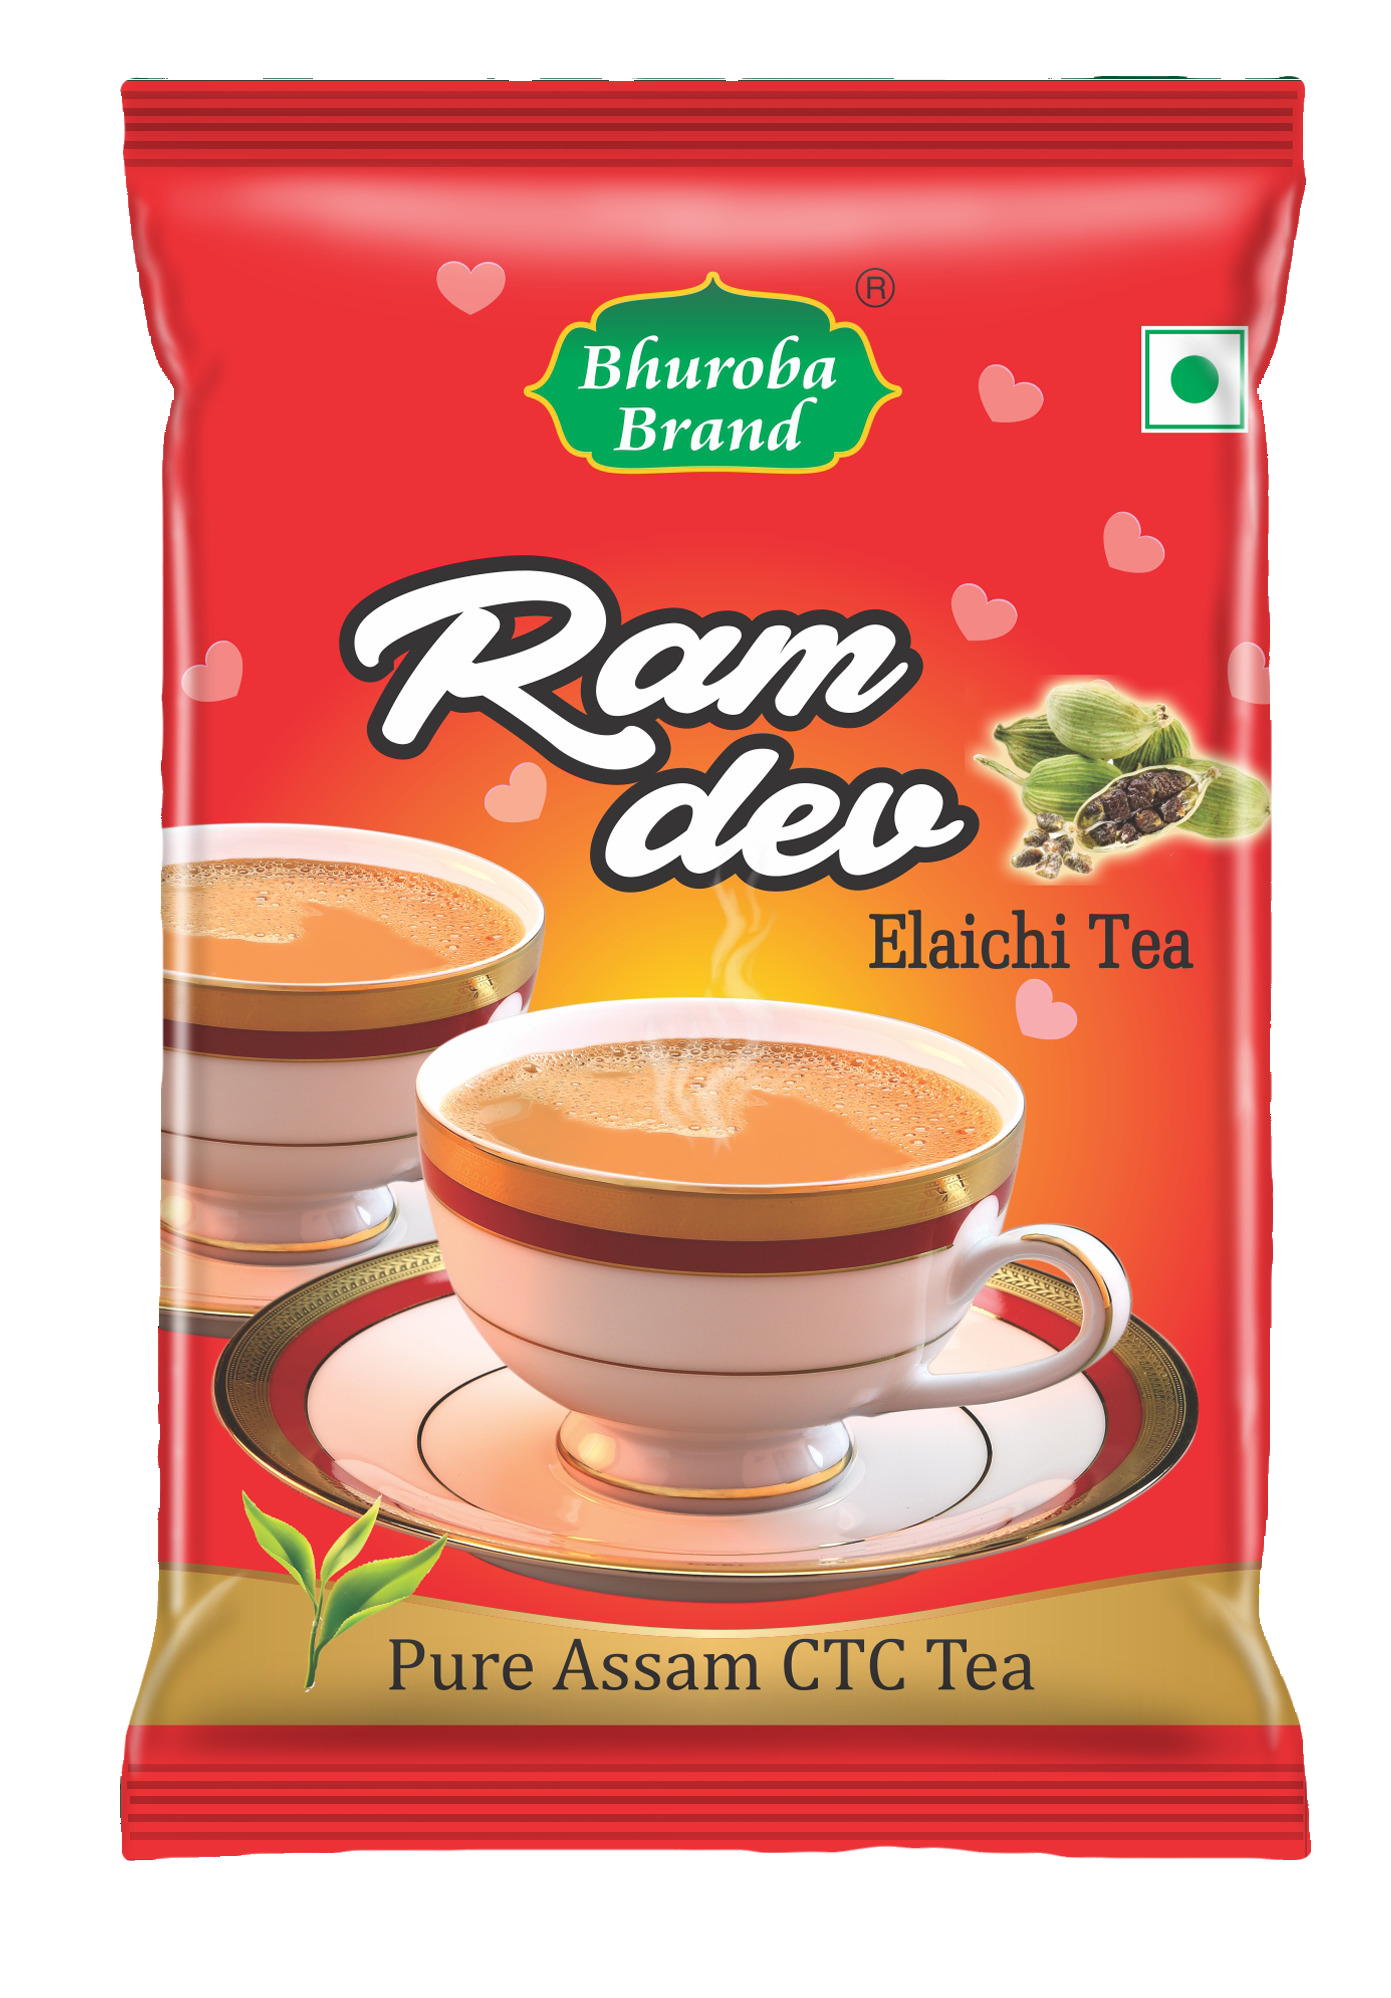 ®
Bhuroba
Brand
Ram
dev
Elaichi Tea
Pure Assam CTC Tea